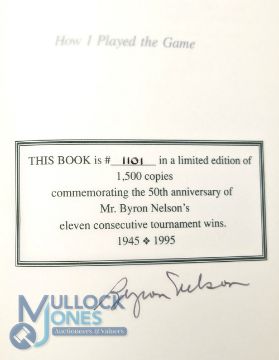 How I Played the Game
THIS BOOK is # 1101 in a limited edition of
1,500 copies
commemorating the 50th anniversary of
Mr. Byron Nelson's
eleven consecutive tournament wins.
1945 ❖ 1995
Byron Nelson
MULLOCK
JONES
Auctioneers & Valuers